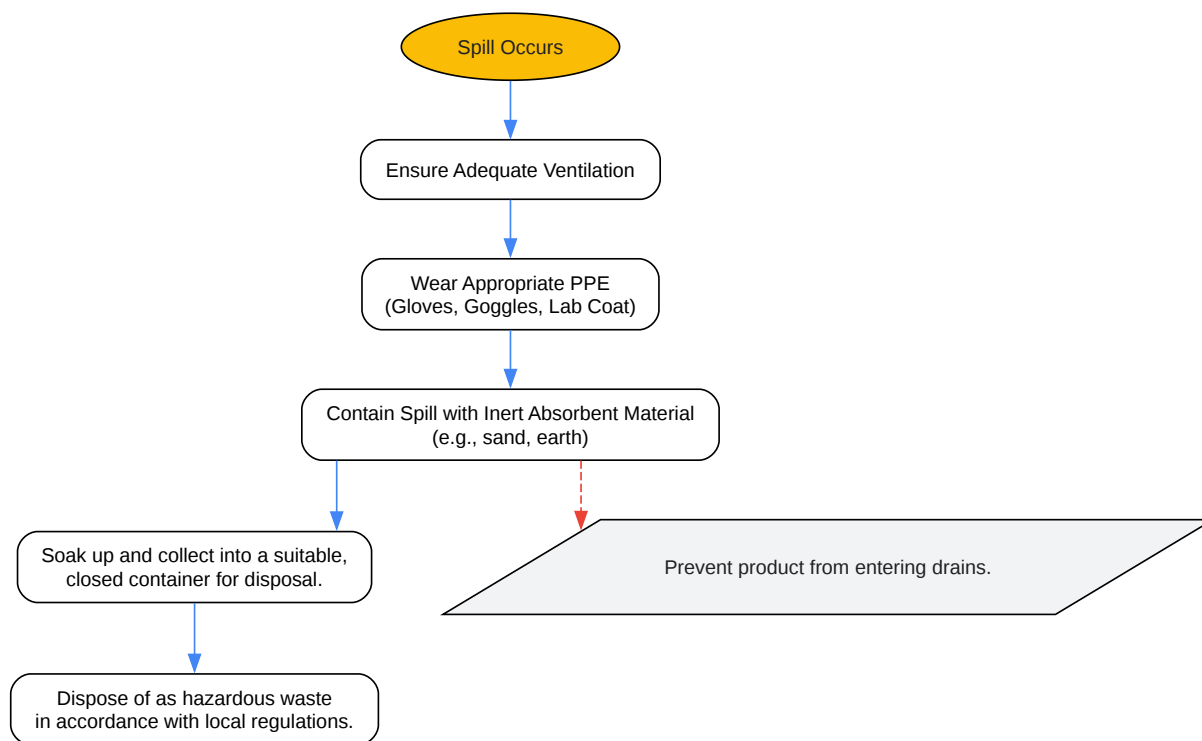 Spill Occurs
Ensure Adequate Ventilation
Wear Appropriate PPE
(Gloves, Goggles, Lab Coat)
Contain Spill with Inert Absorbent Material
(e.g., sand, earth)
Soak up and collect into a suitable,
closed container for disposal.
Prevent product from entering drains.
Dispose of as hazardous waste
in accordance with local regulations.